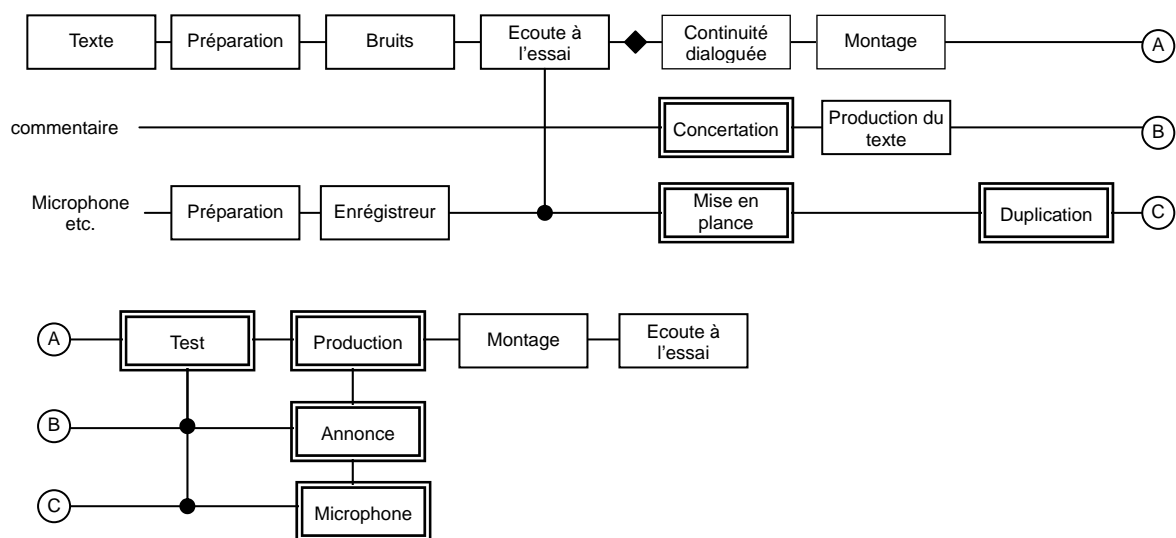 Texte
Préparation
Bruits
Ecoute à
l'essai
Continuité
dialoguée
Montage
A
commentaire
Concertation
Production du
texte
B
Microphone
etc.
Préparation
Enrégistreur
Mise en
plance
Duplication
C
A
Test
Production
Montage
Ecoute à
l'essai
B
Annonce
C
Microphone